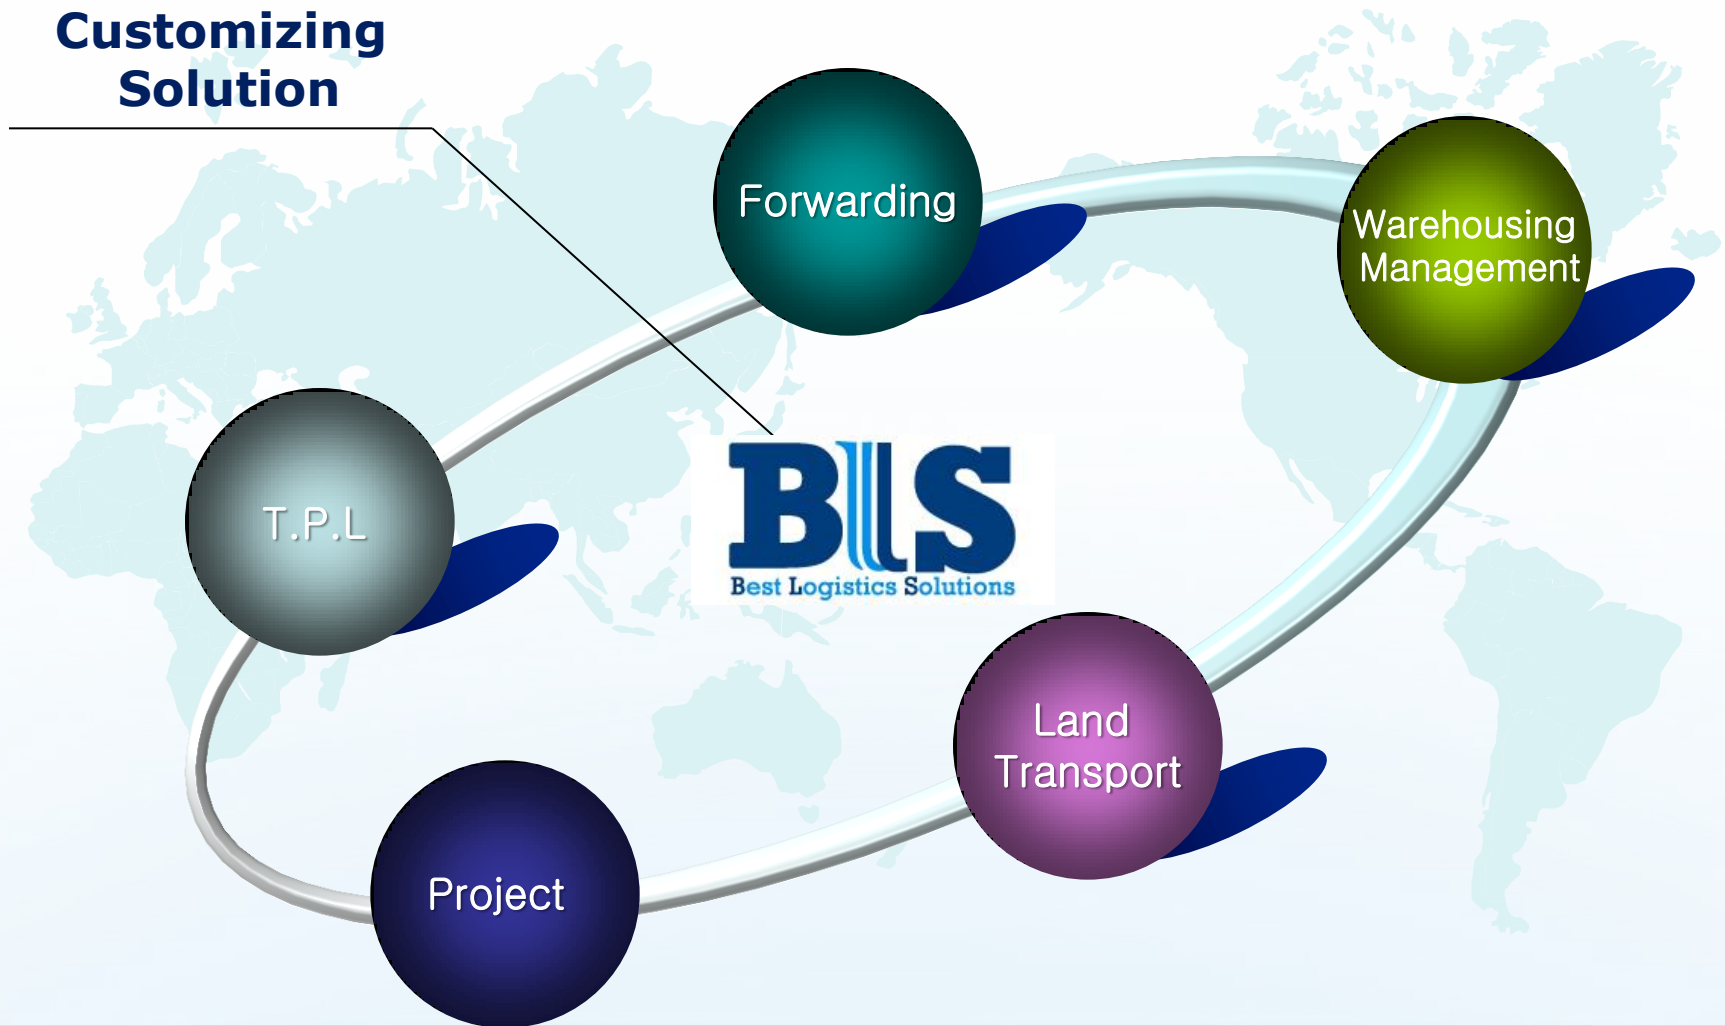 Customizing
Solution
Forwarding
Warehousing
Management
T.P.L
BLS
Best Logistics Solutions
Land
Transport
Project